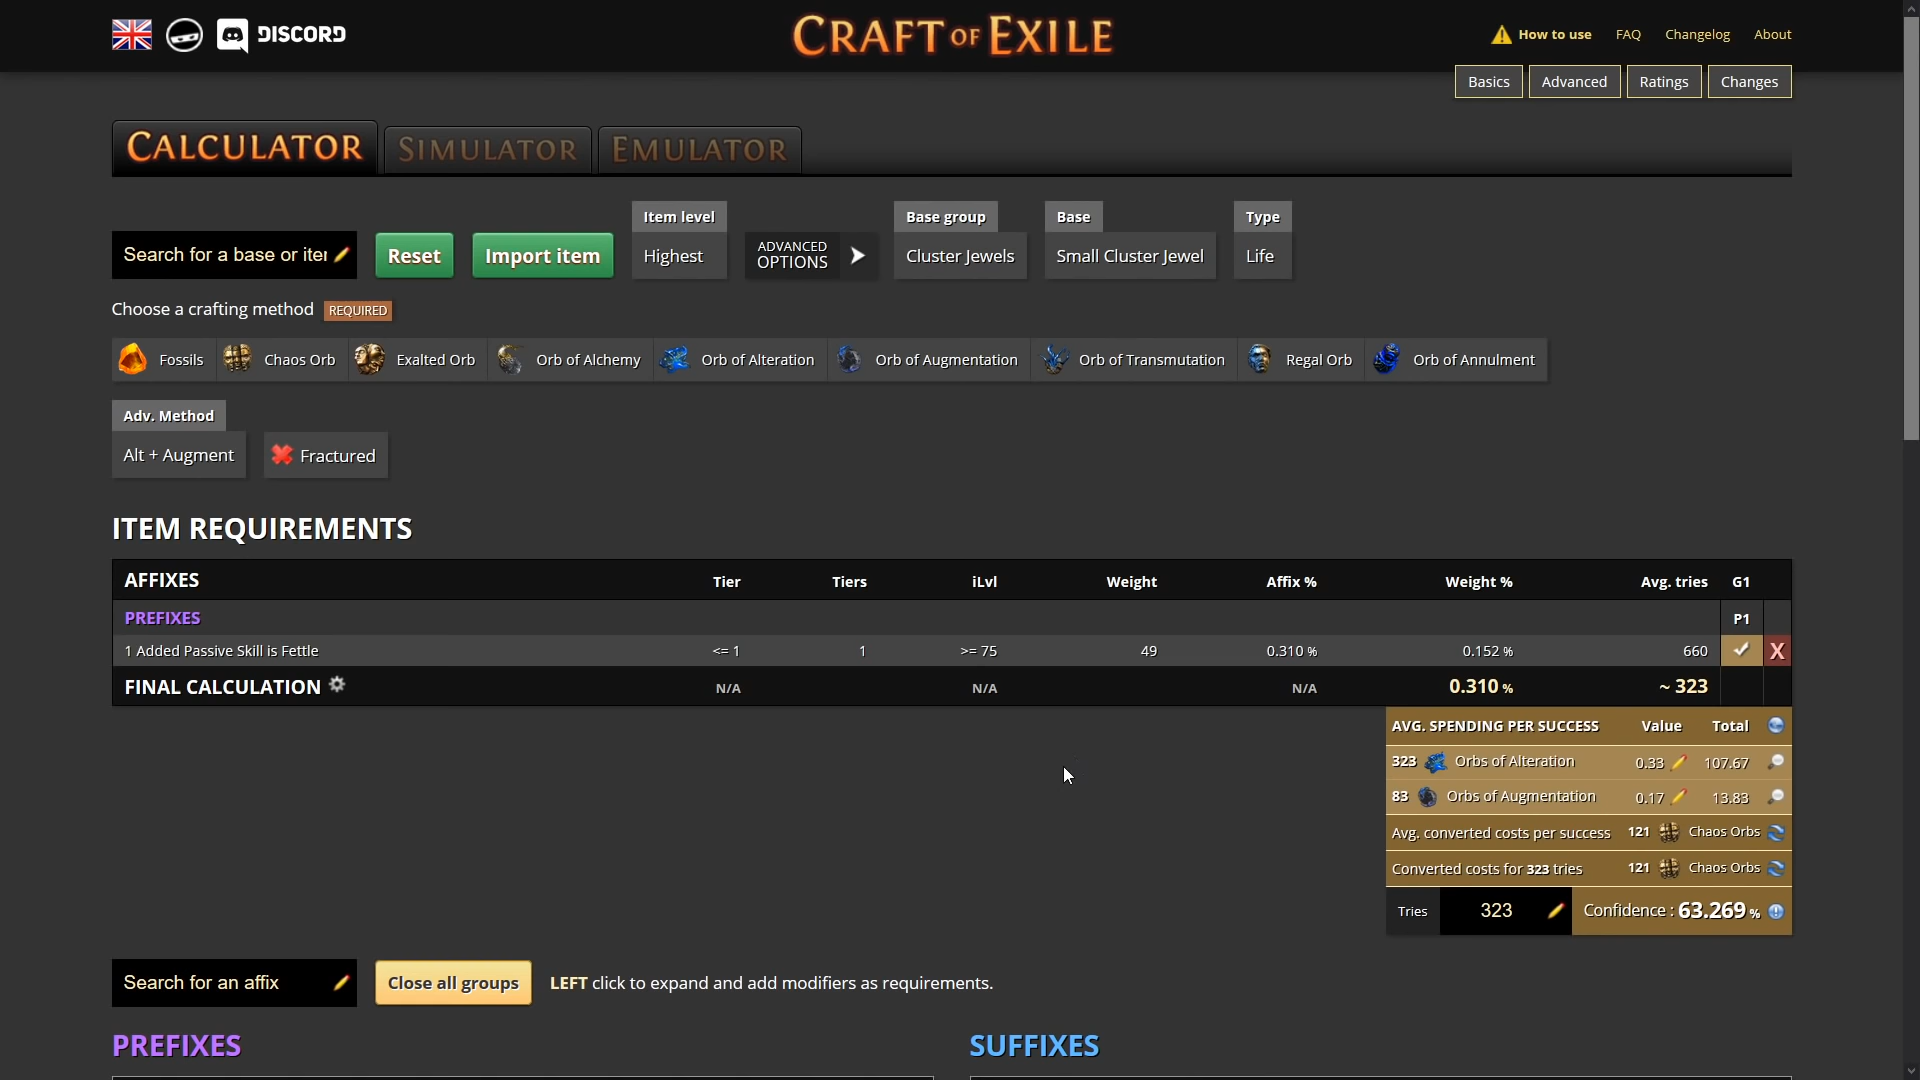 DISCORD
CRAFT OF EXILE
How to use FAQ Changelog About
Basics Advanced Ratings Changes
CALCULATOR SIMULATOR EMULATOR
Item level Base group Base Type
Search for a base or iter Reset Import item Highest ADVANCED OPTIONS Cluster Jewels Small Cluster Jewel Life
Choose a crafting method REQUIRED
Fossils Chaos Orb Exalted Orb Orb of Alchemy Orb of Alteration Orb of Augmentation Orb of Transmutation Regal Orb Orb of Annulment
Adv. Method
Alt + Augment Fractured
ITEM REQUIREMENTS
AFFIXES Tier Tiers iLvl Weight Affix % Weight % Avg. tries G1
PREFIXES P1
1 Added Passive Skill is Fettle <= 1 1 >= 75 49 0.310 % 0.152 % 660 X
FINAL CALCULATION N/A N/A N/A 0.310 % ~ 323
AVG. SPENDING PER SUCCESS Value Total
323 Orbs of Alteration 0.33 107.67
83 Orbs of Augmentation 0.17 13.83
Avg. converted costs per success 121 Chaos Orbs
Converted costs for 323 tries 121 Chaos Orbs
Tries 323 Confidence : 63.269 %
Search for an affix Close all groups LEFT click to expand and add modifiers as requirements.
PREFIXES SUFFIXES